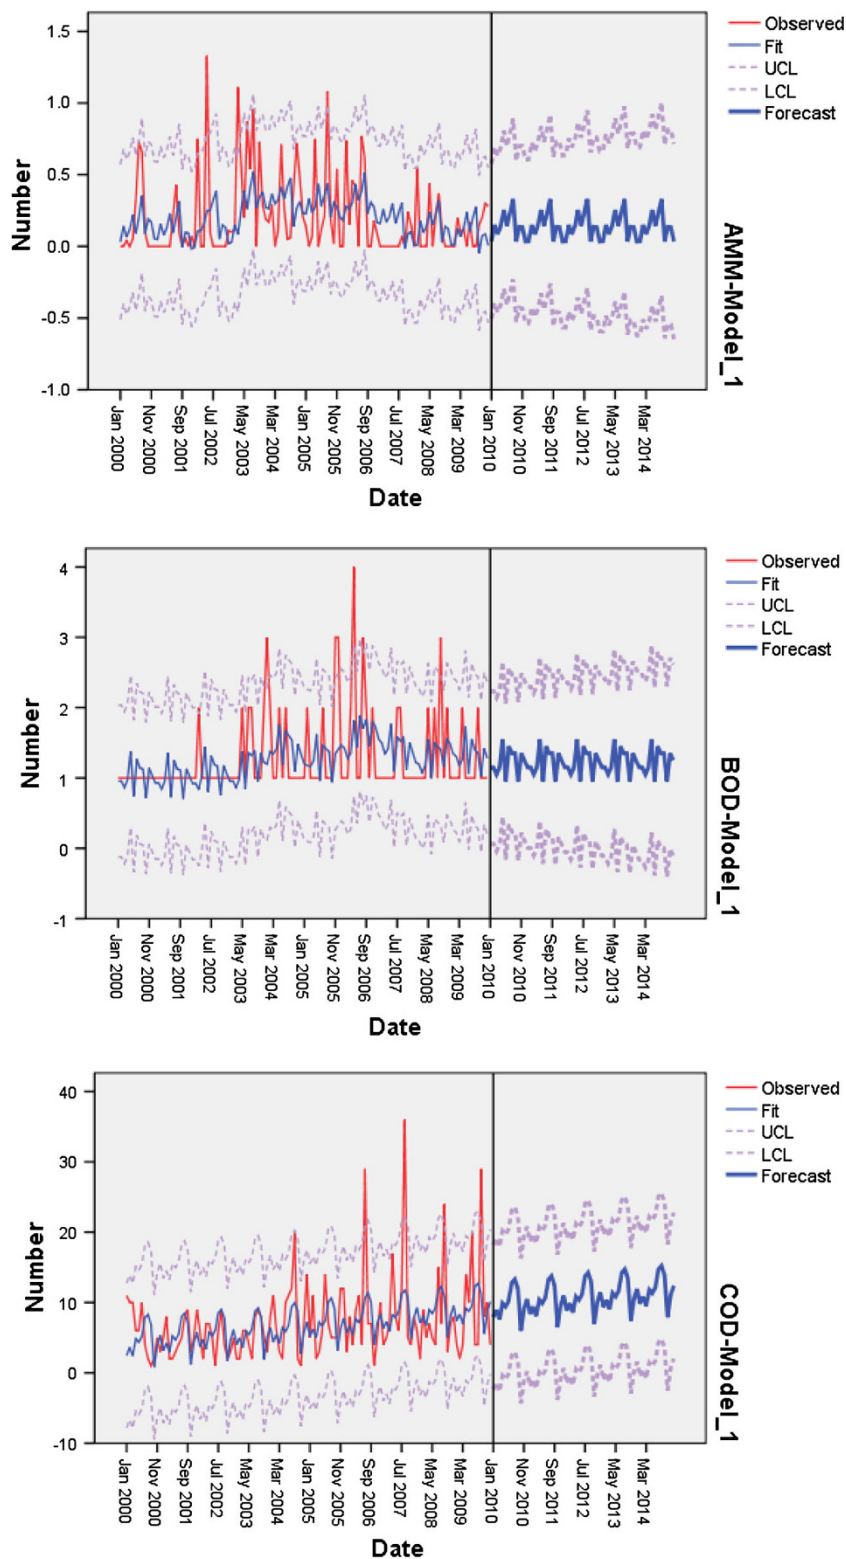 1.5
1.0
0.5
0.0
-0.5
-1.0
Number
Jan 2000
Nov 2000
Sep 2001
Jul 2002
May 2003
Mar 2004
Jan 2005
Nov 2005
Sep 2006
Jul 2007
May 2008
Mar 2009
Jan 2010
Nov 2010
Sep 2011
Jul 2012
May 2013
Mar 2014
Date
Observed
Fit
UCL
LCL
Forecast
AMM-Model_1
4
3
2
1
0
-1
Number
Jan 2000
Nov 2000
Sep 2001
Jul 2002
May 2003
Mar 2004
Jan 2005
Nov 2005
Sep 2006
Jul 2007
May 2008
Mar 2009
Jan 2010
Nov 2010
Sep 2011
Jul 2012
May 2013
Mar 2014
Date
Observed
Fit
UCL
LCL
Forecast
BOD-Model_1
40
30
20
10
0
-10
Number
Jan 2000
Nov 2000
Sep 2001
Jul 2002
May 2003
Mar 2004
Jan 2005
Nov 2005
Sep 2006
Jul 2007
May 2008
Mar 2009
Jan 2010
Nov 2010
Sep 2011
Jul 2012
May 2013
Mar 2014
Date
Observed
Fit
UCL
LCL
Forecast
COD-Model_1